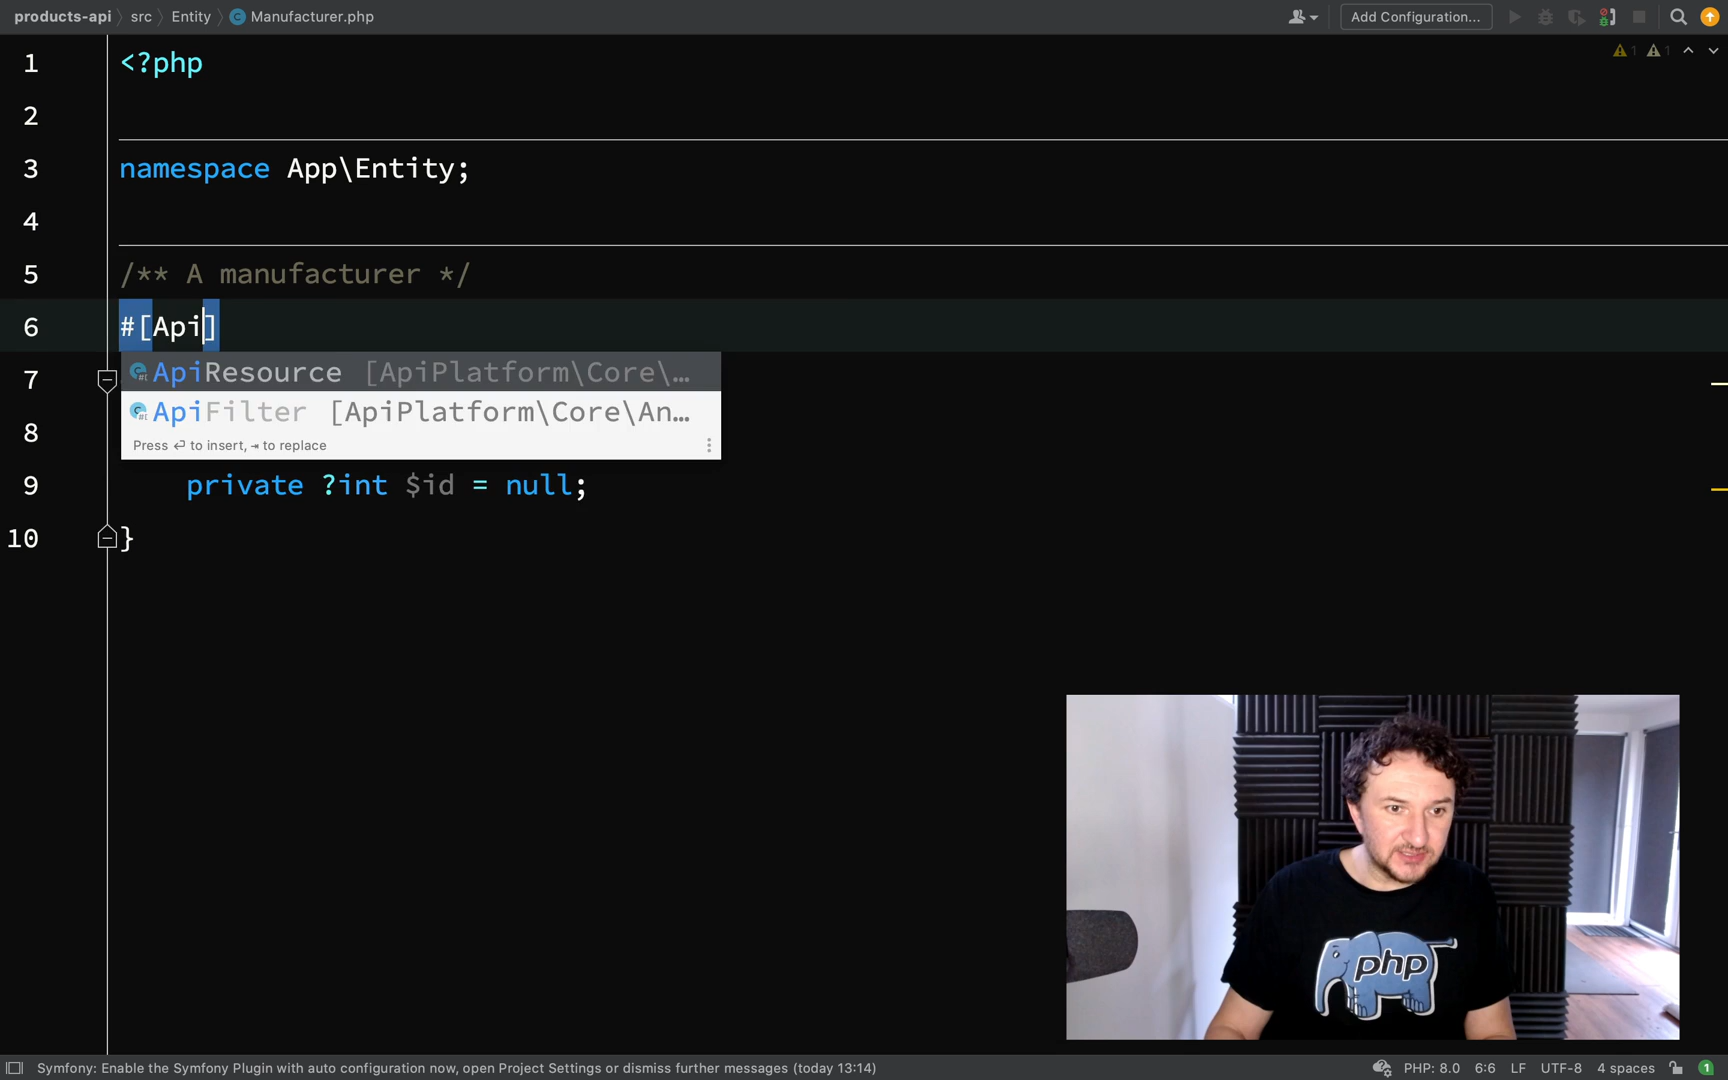 products-api src Entity Manufacturer.php Add Configuration...
1 <?php
1 1
2
3 namespace App\Entity;
4
5 /** A manufacturer */
6 #[Api]
ApiResource [ApiPlatform\Core\...
7
ApiFilter [ApiPlatform\Core\An...
8
Press ↵ to insert, ⇥ to replace
9 private ?int $id = null;
10 }
php
Symfony: Enable the Symfony Plugin with auto configuration now, open Project Settings or dismiss further messages (today 13:14) PHP: 8.0 6:6 LF UTF-8 4 spaces 1